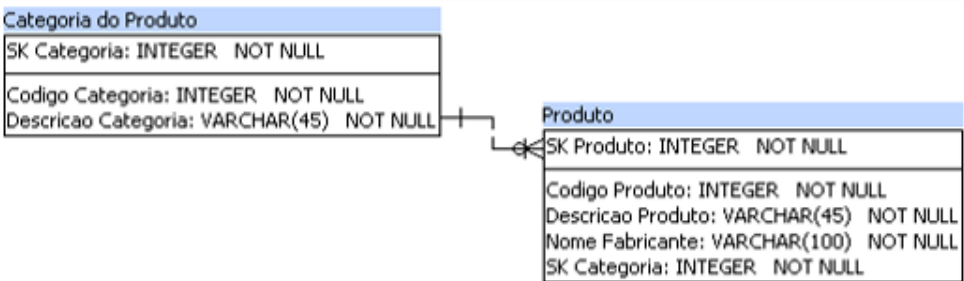 Categoria do Produto
SK Categoria: INTEGER NOT NULL
Codigo Categoria: INTEGER NOT NULL
Descricao Categoria: VARCHAR(45) NOT NULL
Produto
SK Produto: INTEGER NOT NULL
Codigo Produto: INTEGER NOT NULL
Descricao Produto: VARCHAR(45) NOT NULL
Nome Fabricante: VARCHAR(100) NOT NULL
SK Categoria: INTEGER NOT NULL